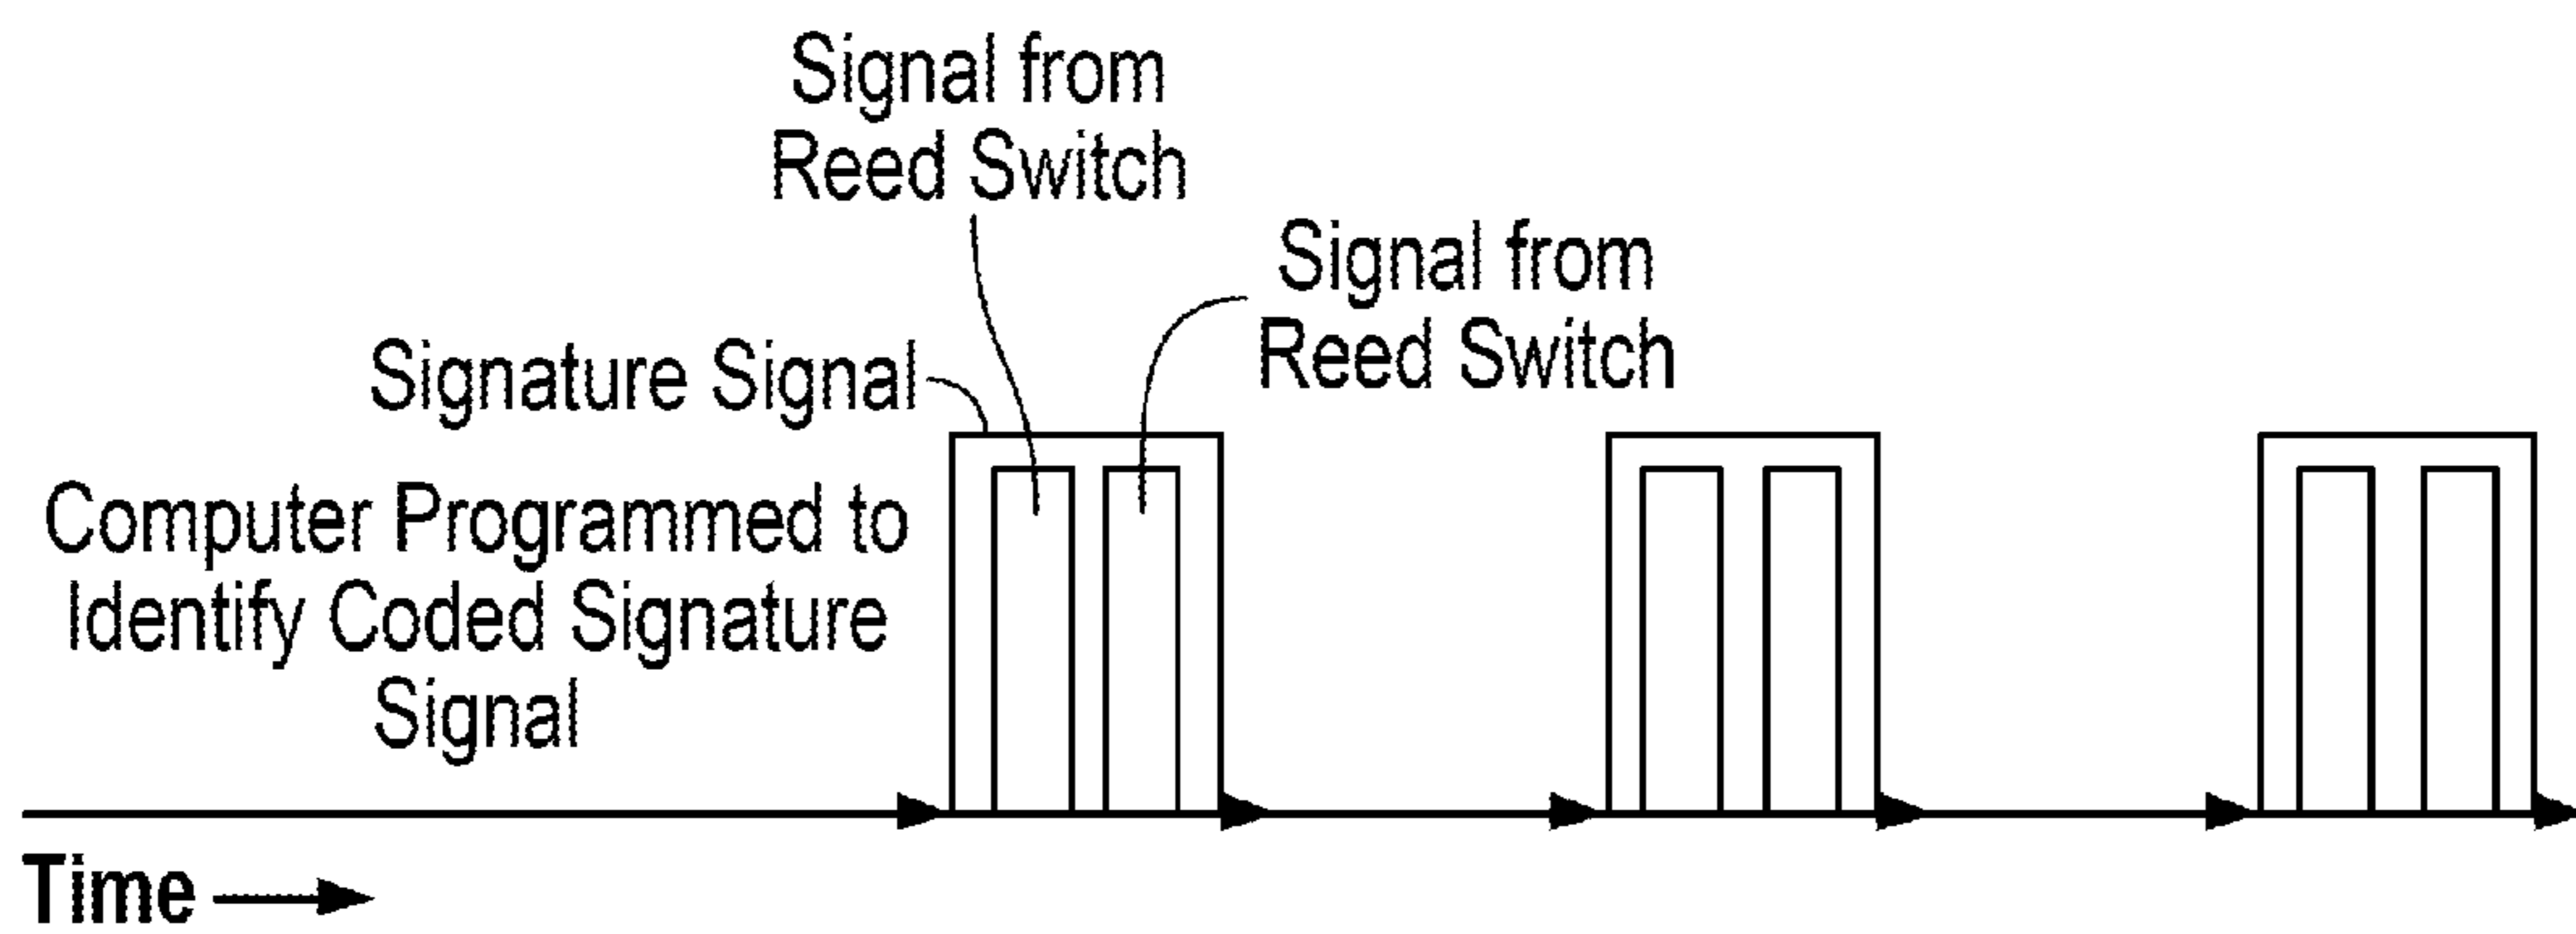 Signal from
Reed Switch
Signal from
Reed Switch
Signature Signal
Computer Programmed to
Identify Coded Signature
Signal
Time